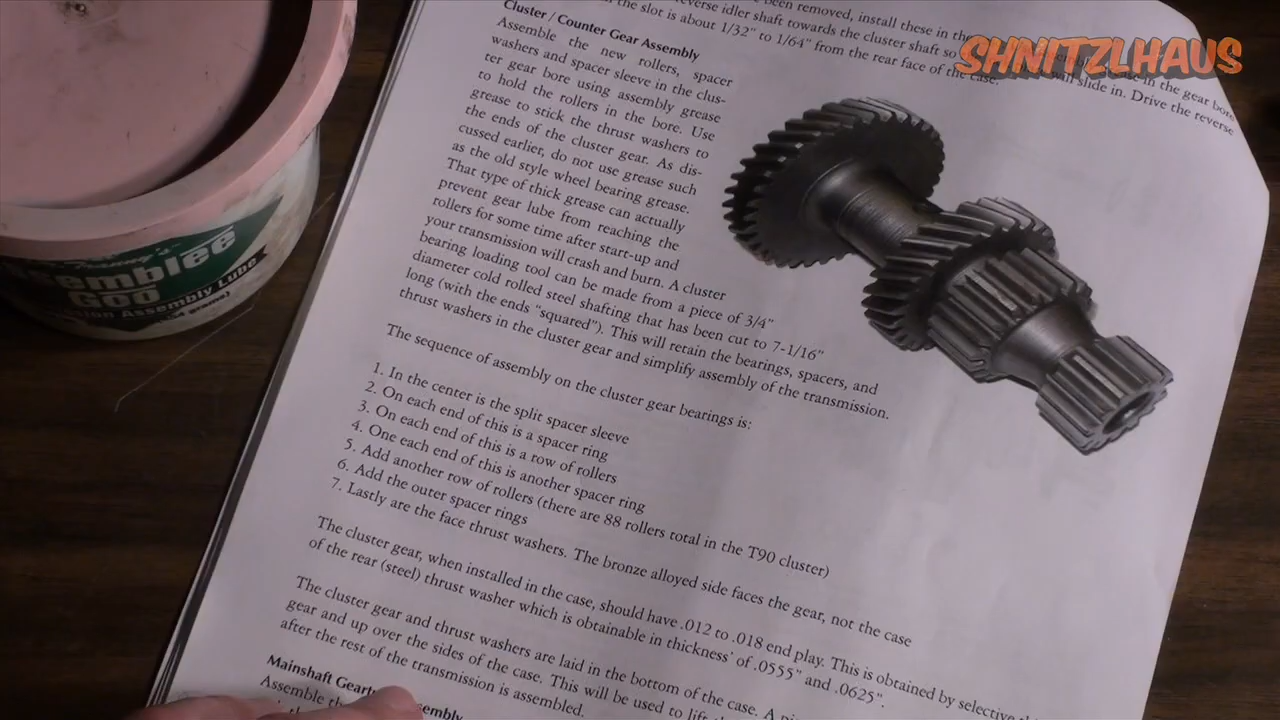 SHNITZLHAUS
been removed, install these in the
reverse idler shaft towards the cluster shaft so
the slot is about 1/32" to 1/64" from the rear face of the case.
in the gear bore
will slide in. Drive the reverse
Cluster / Counter Gear Assembly
Assemble the new rollers, spacer
washers and spacer sleeve in the clus-
ter gear bore using assembly grease
to hold the rollers in the bore. Use
grease to stick the thrust washers to
the ends of the cluster gear. As dis-
cussed earlier, do not use grease such
as the old style wheel bearing grease.
That type of thick grease can actually
prevent gear lube from reaching the
rollers for some time after start-up and
your transmission will crash and burn. A cluster
bearing loading tool can be made from a piece of 3/4"
diameter cold rolled steel shafting that has been cut to 7-1/16"
long (with the ends "squared"). This will retain the bearings, spacers, and
thrust washers in the cluster gear and simplify assembly of the transmission.
The sequence of assembly on the cluster gear bearings is:
1. In the center is the split spacer sleeve
2. On each end of this is a spacer ring
3. On each end of this is a row of rollers
4. One each end of this is another spacer ring
5. Add another row of rollers (there are 88 rollers total in the T90 cluster)
6. Add the outer spacer rings
7. Lastly are the face thrust washers. The bronze alloyed side faces the gear, not the case
The cluster gear, when installed in the case, should have .012 to .018 end play. This is obtained by selective
of the rear (steel) thrust washer which is obtainable in thickness' of .0555" and .0625".
The cluster gear and thrust washers are laid in the bottom of the case. A
gear and up over the sides of the case. This will be used to lift
after the rest of the transmission is assembled.
Mainshaft
Assemble
Goo
Assembly Lube